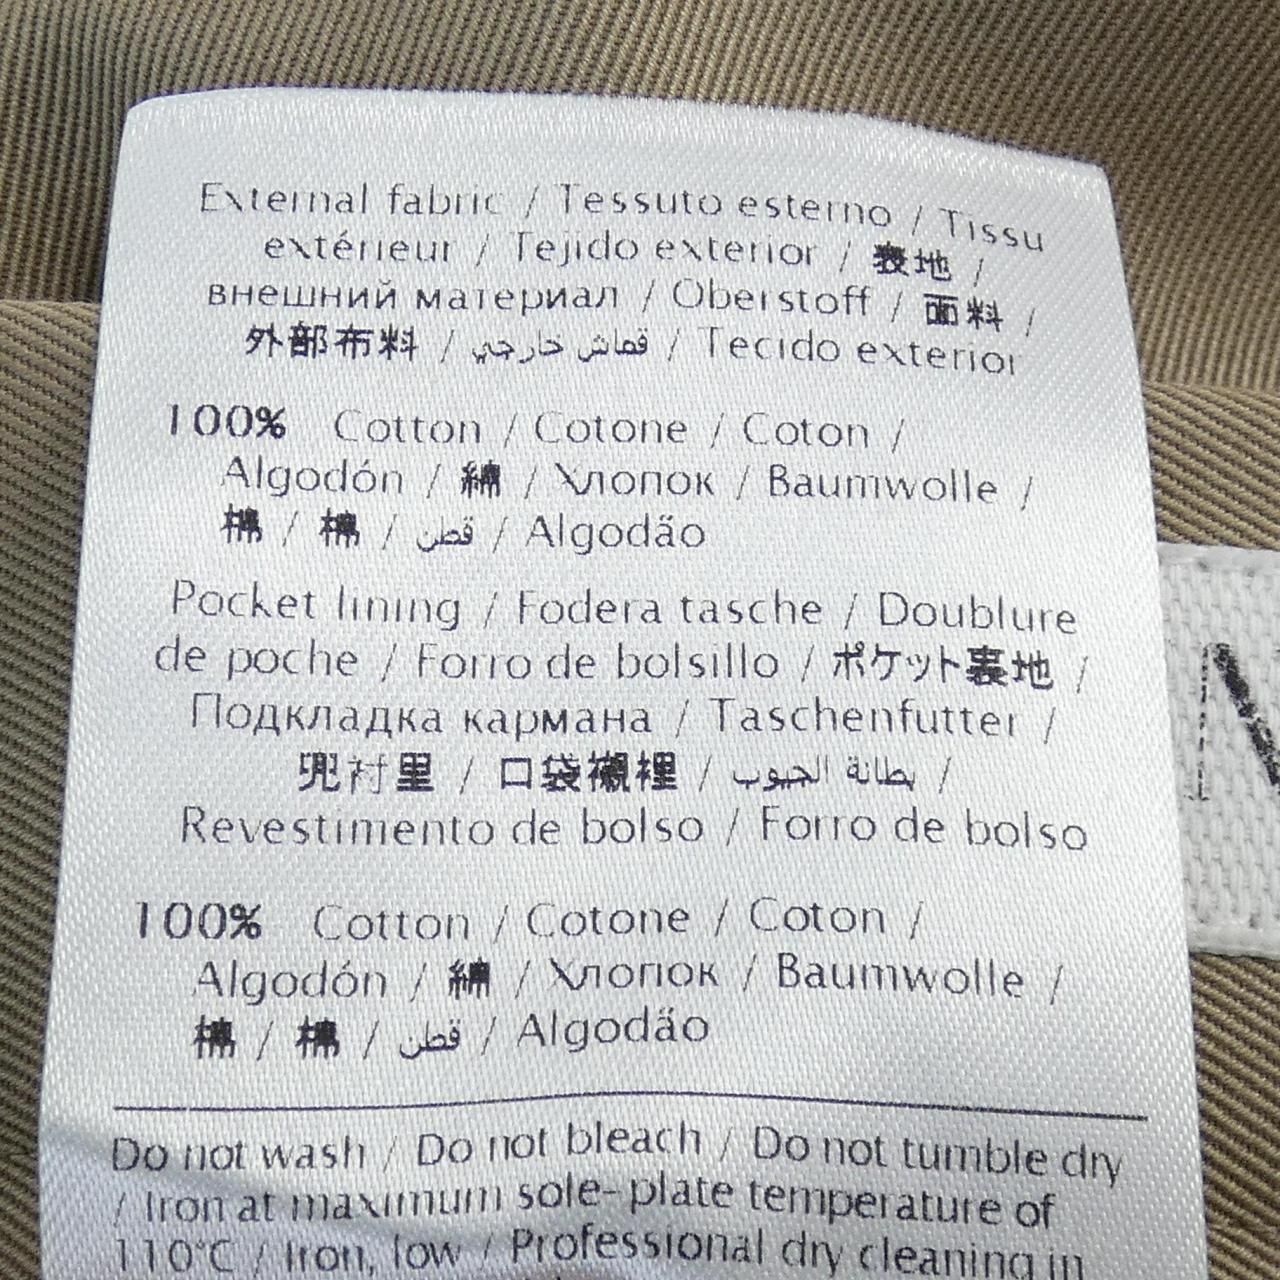 External fabric / Tessuto esterno / Tissu
extérieur / Tejido exterior / 表地 /
внешний материал / Oberstoff / 面料 /
外部布料 / قماش خارجي / Tecido exterior
100% Cotton / Cotone / Coton /
Algodón / 綿 / Хлопок / Baumwolle /
棉 / 棉 / قطن / Algodão
Pocket lining / Fodera tasche / Doublure
de poche / Forro de bolsillo / ポケット裏地 /
Подкладка кармана / Taschenfutter /
兜衬里 / 口袋襯裡 / بطانة الجيوب /
Revestimento de bolso / Forro de bolso
100% Cotton / Cotone / Coton /
Algodón / 綿 / Хлопок / Baumwolle /
棉 / 棉 / قطن / Algodão
Do not wash / Do not bleach / Do not tumble dry
/ Iron at maximum sole-plate temperature of
110°C / Iron, low / Professional dry cleaning in